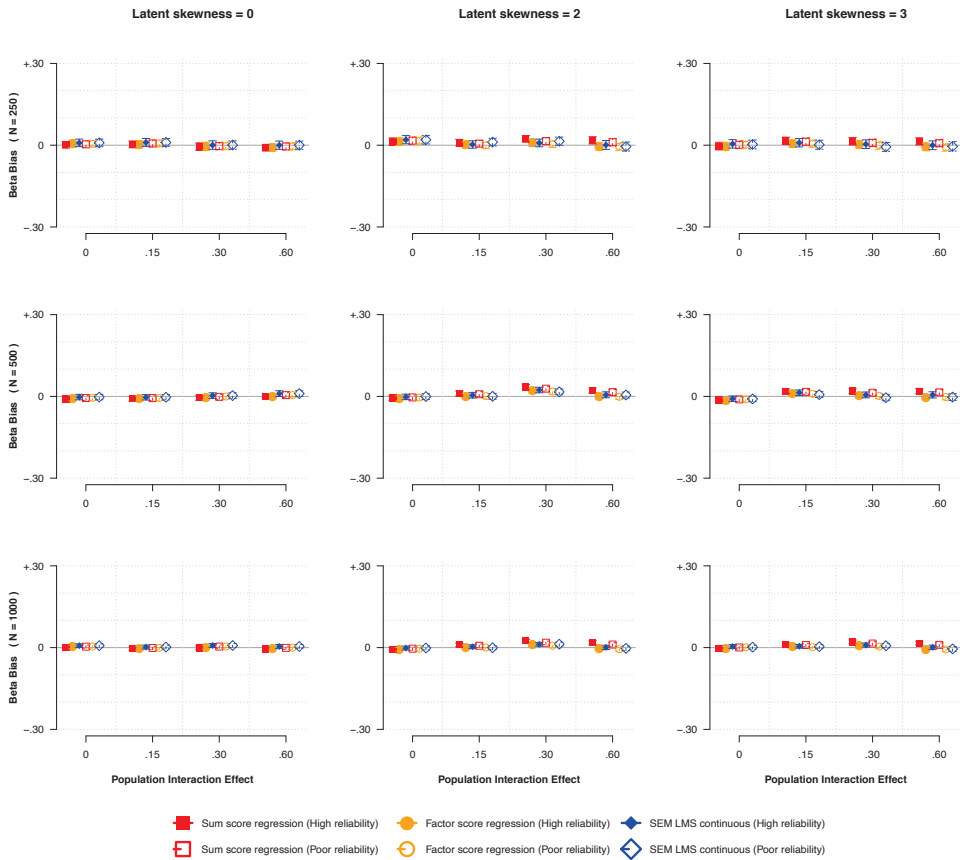 Latent skewness = 0
Latent skewness = 2
Latent skewness = 3
Beta Bias ( N = 250)
+.30
0
−.30
0 .15 .30 .60
+.30
0
−.30
0 .15 .30 .60
+.30
0
−.30
0 .15 .30 .60
Beta Bias ( N = 500)
+.30
0
−.30
0 .15 .30 .60
+.30
0
−.30
0 .15 .30 .60
+.30
0
−.30
0 .15 .30 .60
Beta Bias ( N = 1000)
+.30
0
−.30
0 .15 .30 .60
Population Interaction Effect
+.30
0
−.30
0 .15 .30 .60
Population Interaction Effect
+.30
0
−.30
0 .15 .30 .60
Population Interaction Effect
Sum score regression (High reliability)
Factor score regression (High reliability)
SEM LMS continuous (High reliability)
Sum score regression (Poor reliability)
Factor score regression (Poor reliability)
SEM LMS continuous (Poor reliability)